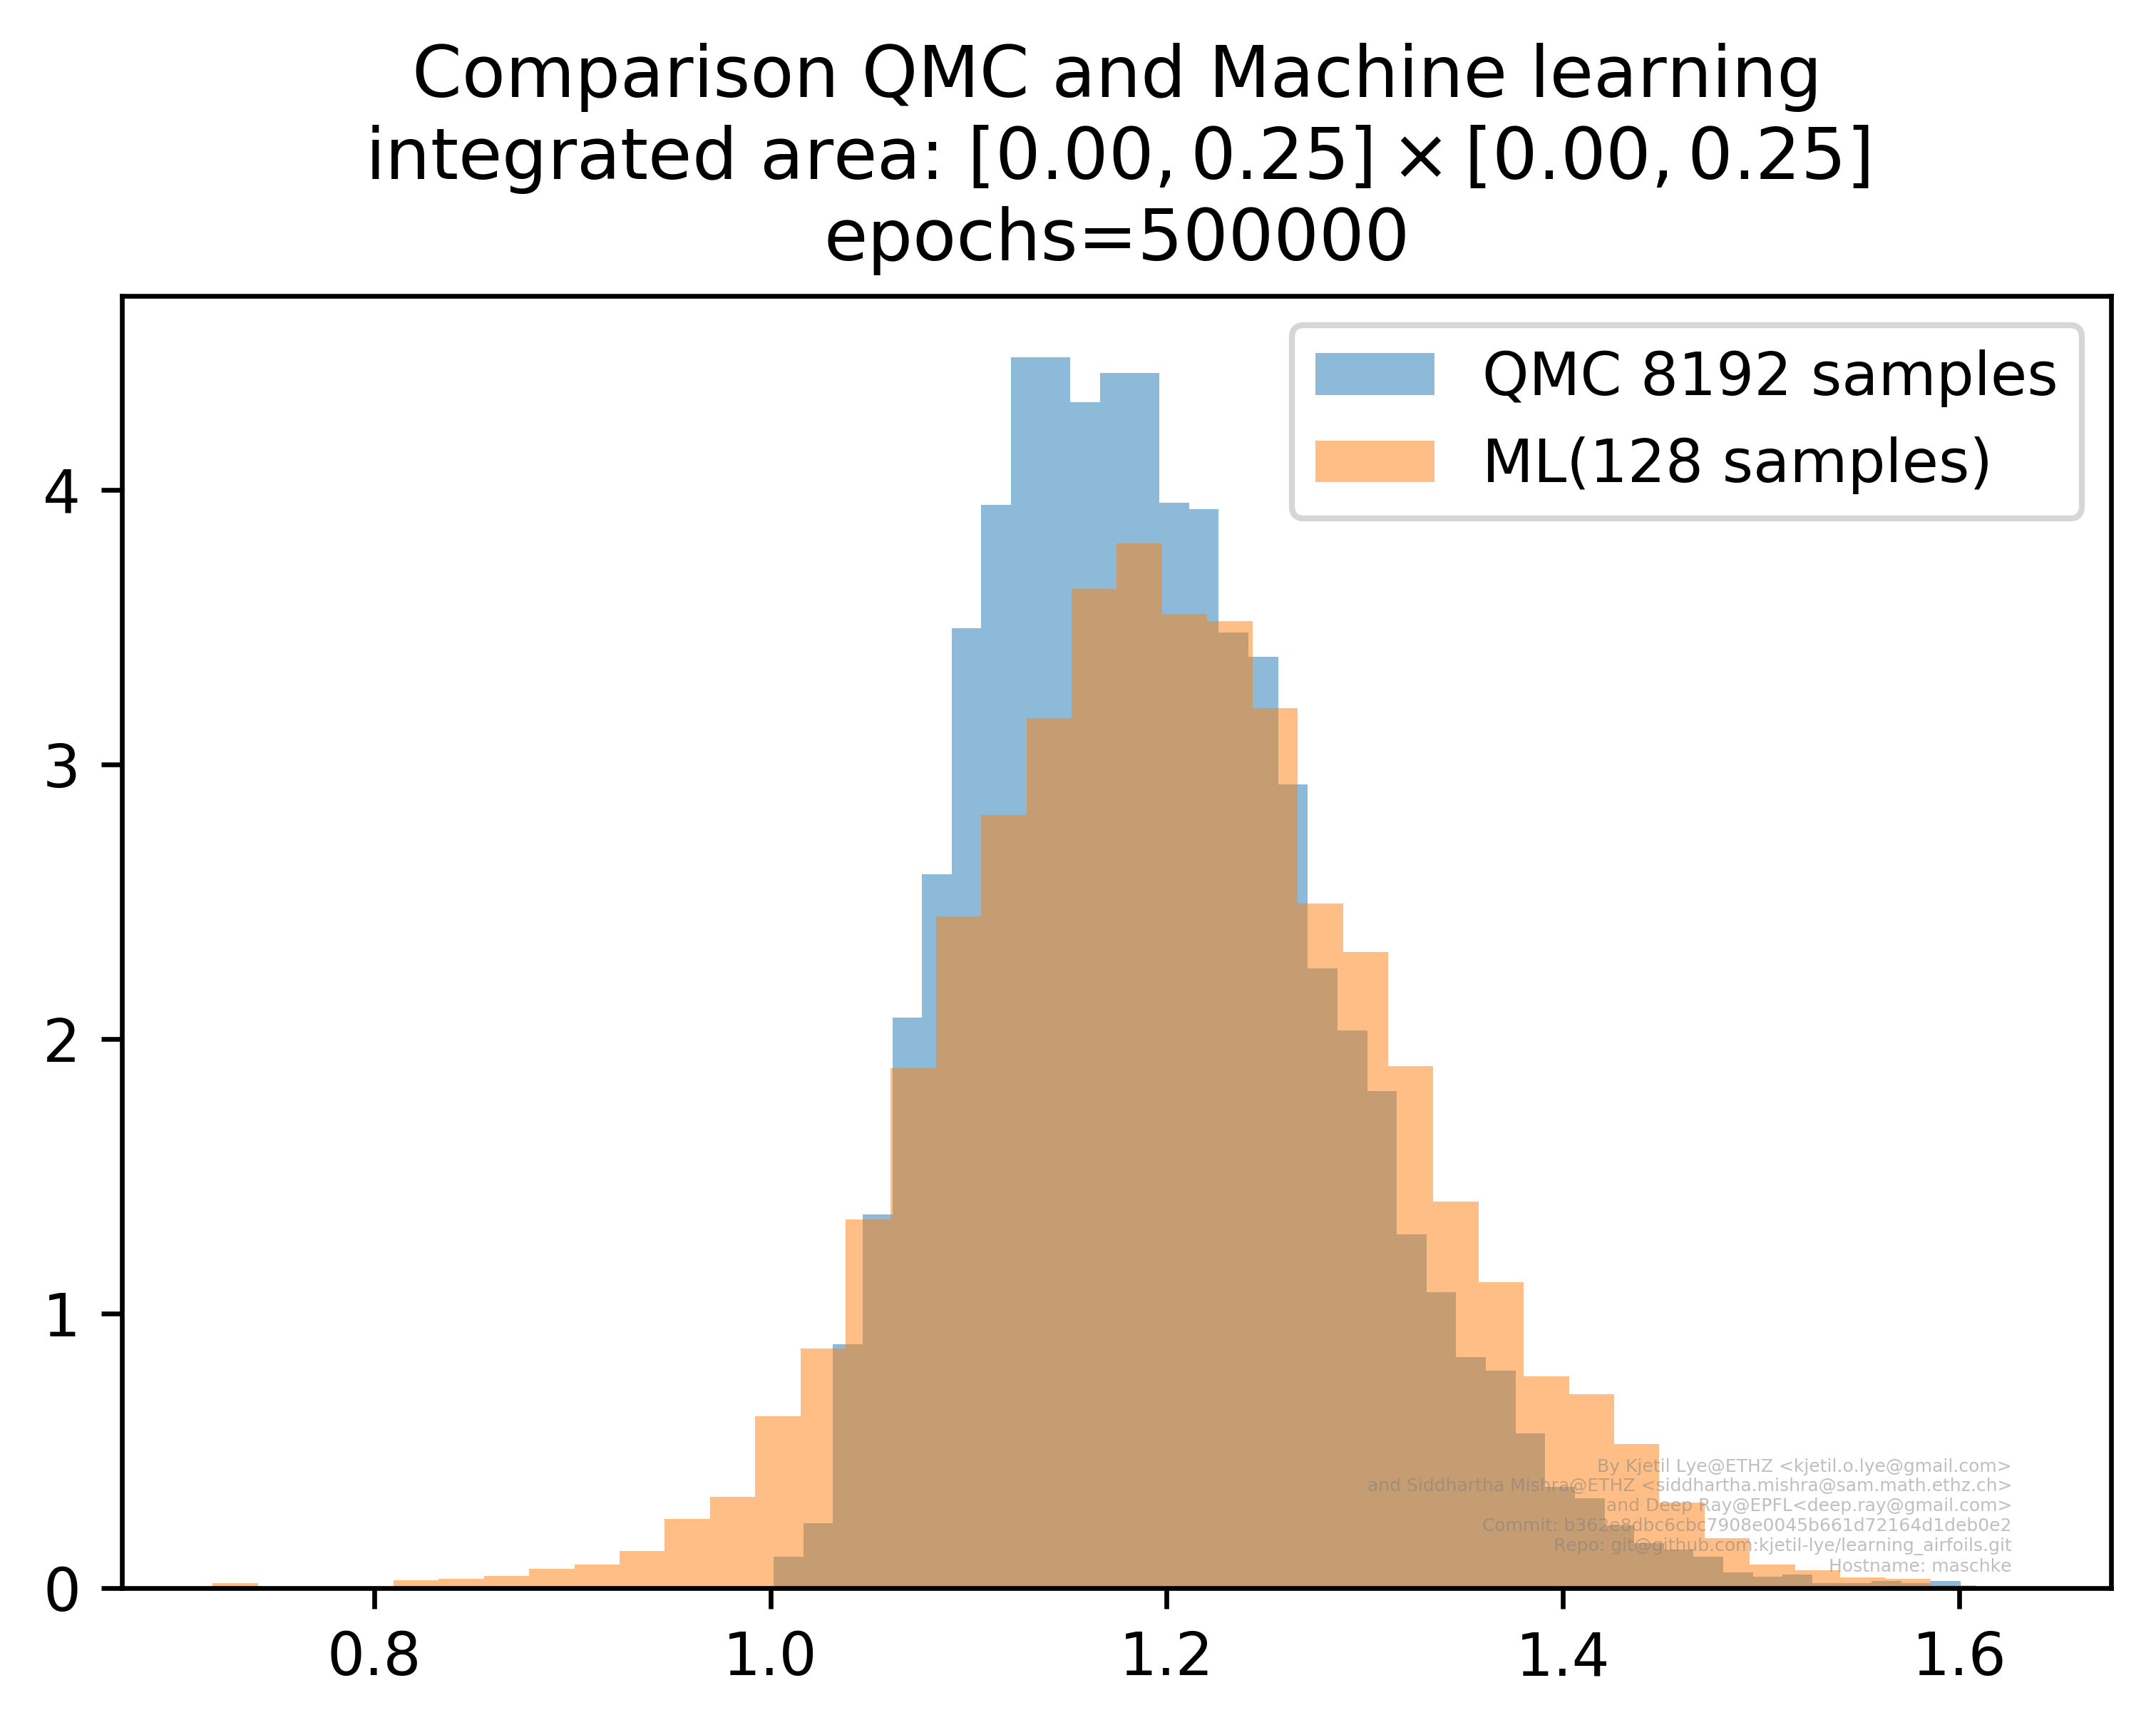 Comparison QMC and Machine learning
integrated area: [0.00, 0.25] × [0.00, 0.25]
epochs=500000
QMC 8192 samples
ML(128 samples)
4
3
2
1
0
0.8 1.0 1.2 1.4 1.6
By Kjetil Lye@ETHZ <kjetil.o.lye@gmail.com>
and Siddhartha Mishra@ETHZ <siddhartha.mishra@sam.math.ethz.ch>
and Deep Ray@EPFL<deep.ray@gmail.com>
Commit: b362e8dbc6cbc7908e0045b661d72164d1deb0e2
Repo: git@github.com:kjetil-lye/learning_airfoils.git
Hostname: maschke